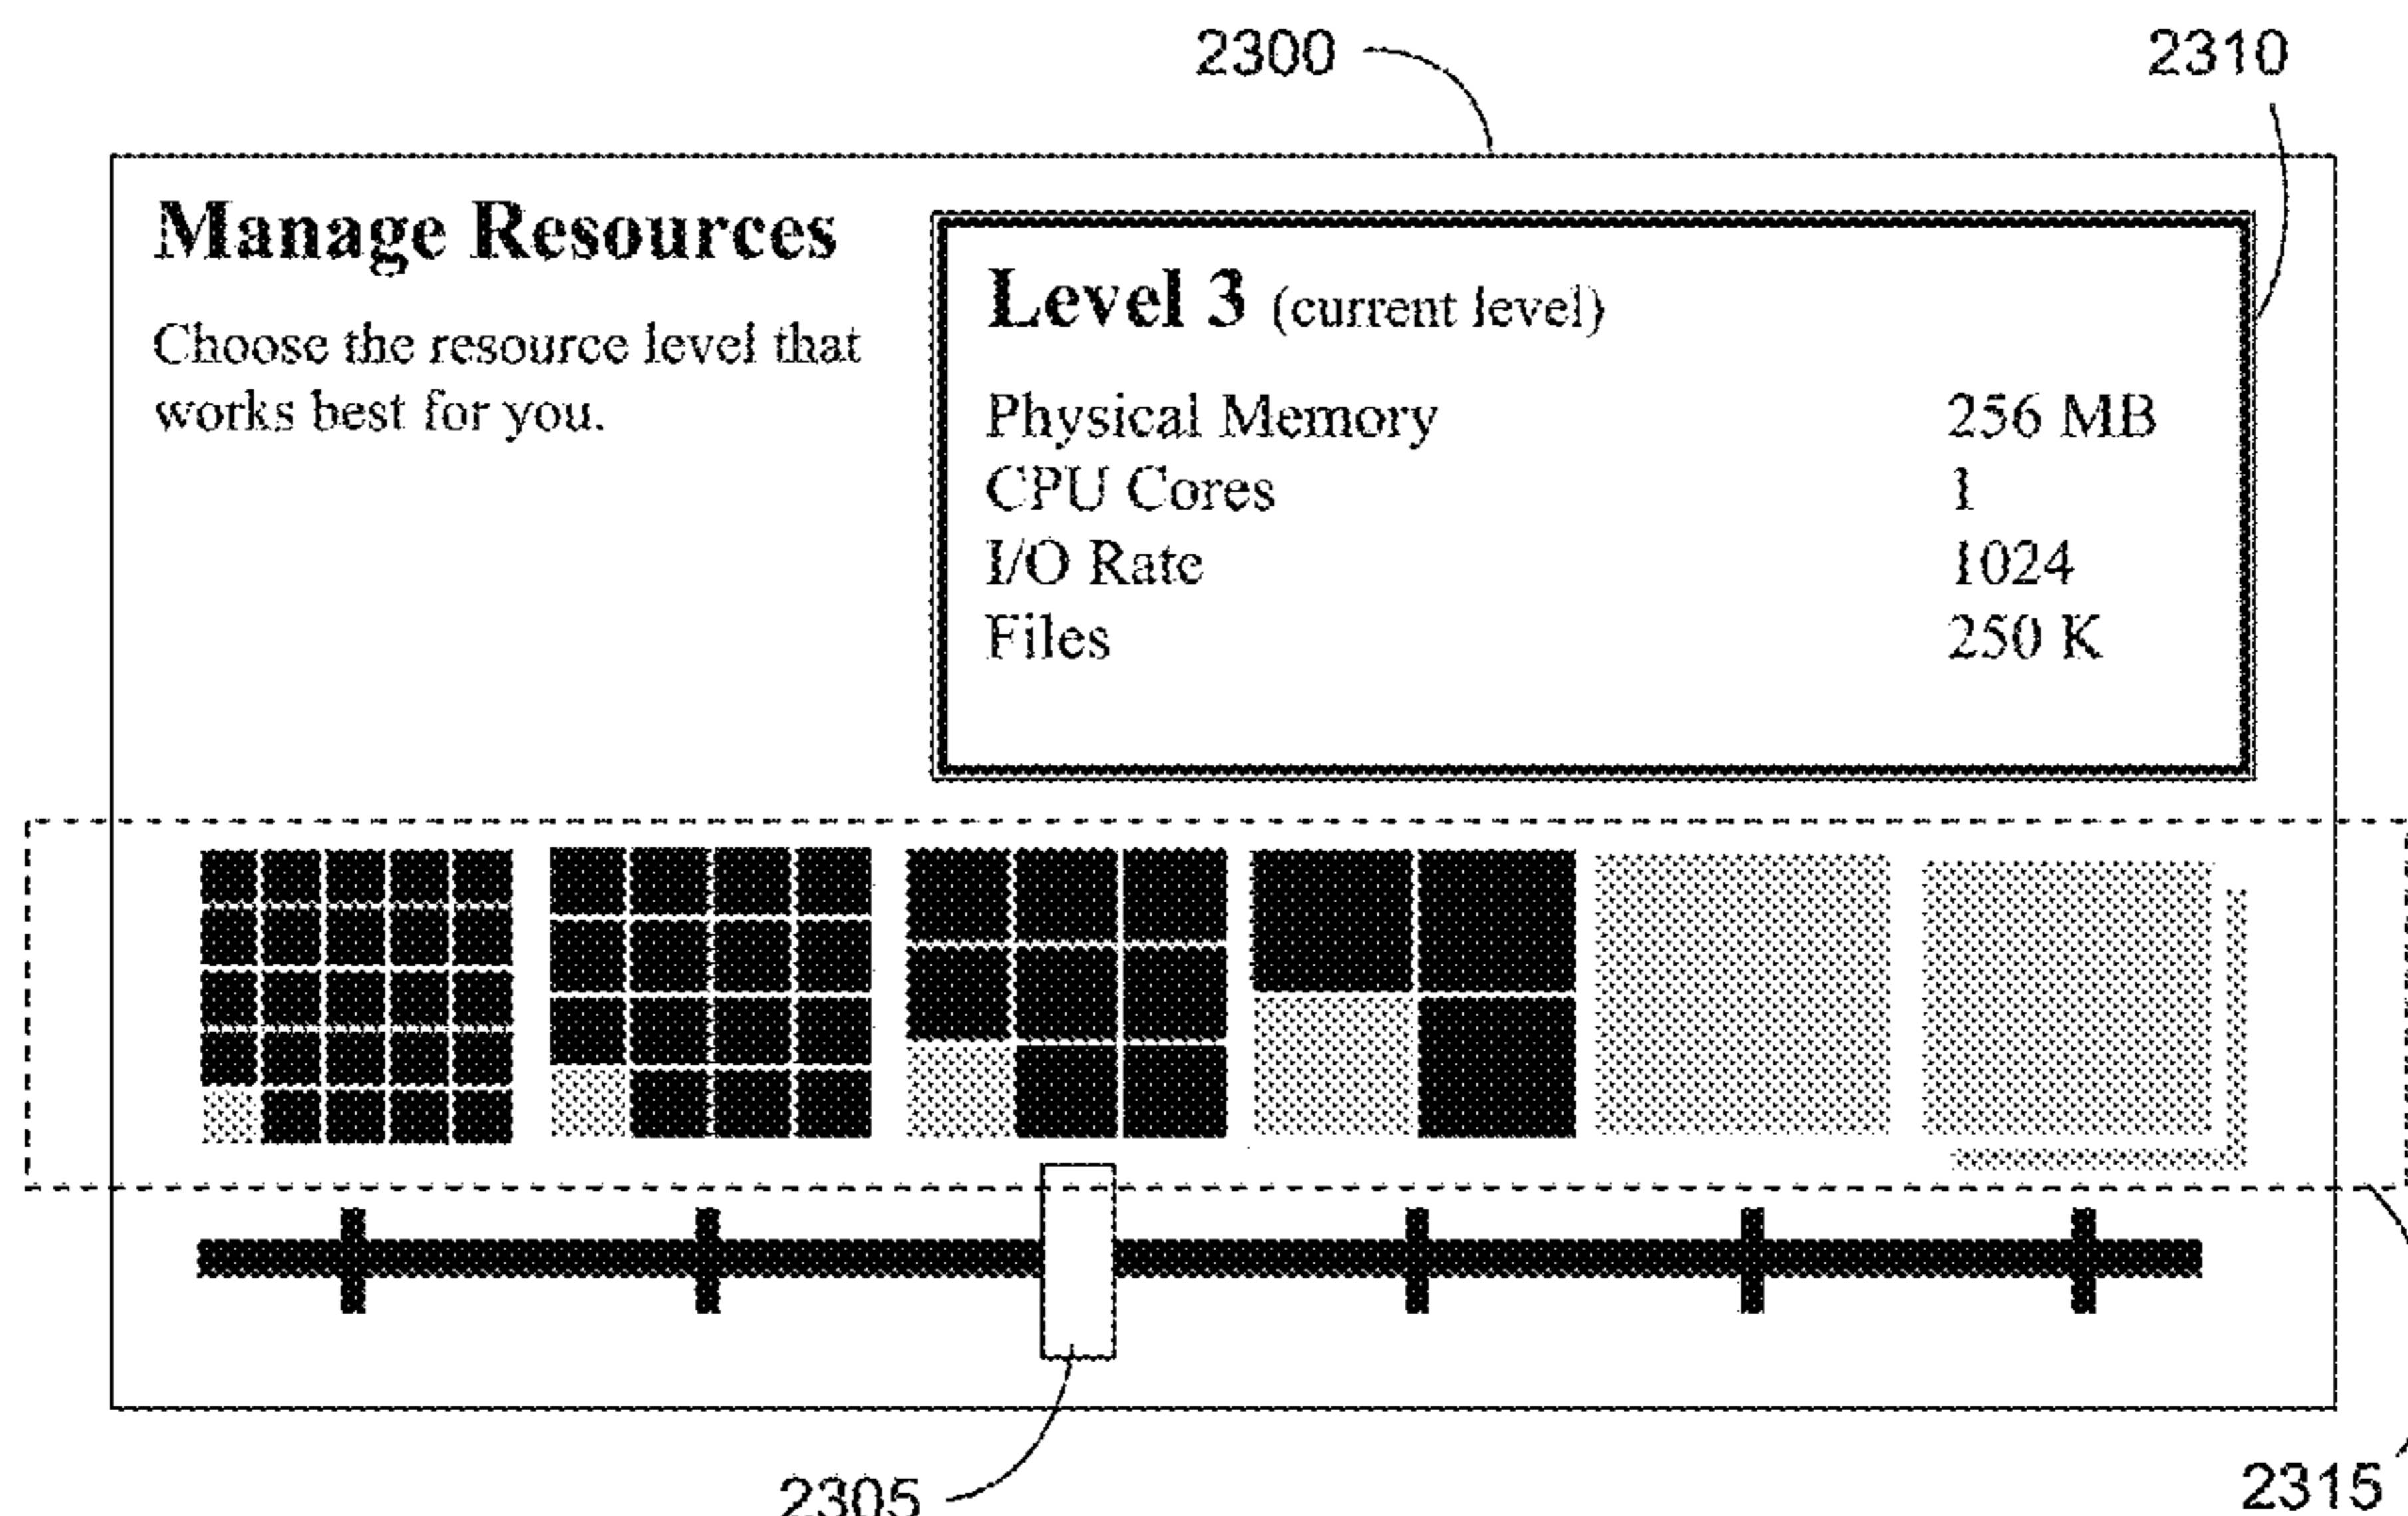 2300
2310
Manage Resources
Choose the resource level that
works best for you.
Level 3 (current level)
Physical Memory 256 MB
CPU Cores 1
I/O Rate 1024
Files 250 K
2305
2315